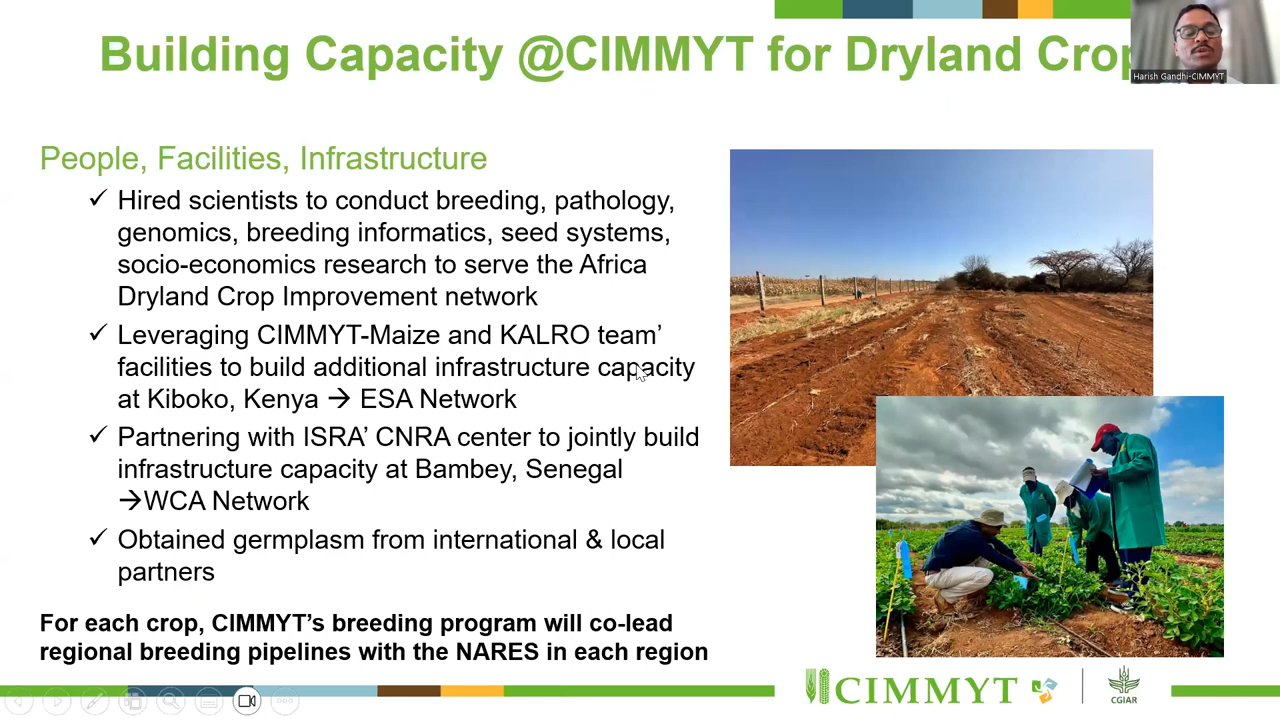 Building Capacity @CIMMYT for Dryland Crop
Harish Gandhi-CIMMYT
People, Facilities, Infrastructure
✓ Hired scientists to conduct breeding, pathology,
genomics, breeding informatics, seed systems,
socio-economics research to serve the Africa
Dryland Crop Improvement network
✓ Leveraging CIMMYT-Maize and KALRO team’
facilities to build additional infrastructure capacity
at Kiboko, Kenya → ESA Network
✓ Partnering with ISRA’ CNRA center to jointly build
infrastructure capacity at Bambey, Senegal
→WCA Network
✓ Obtained germplasm from international & local
partners
For each crop, CIMMYT’s breeding program will co-lead
regional breeding pipelines with the NARES in each region
CIMMYT
CGIAR